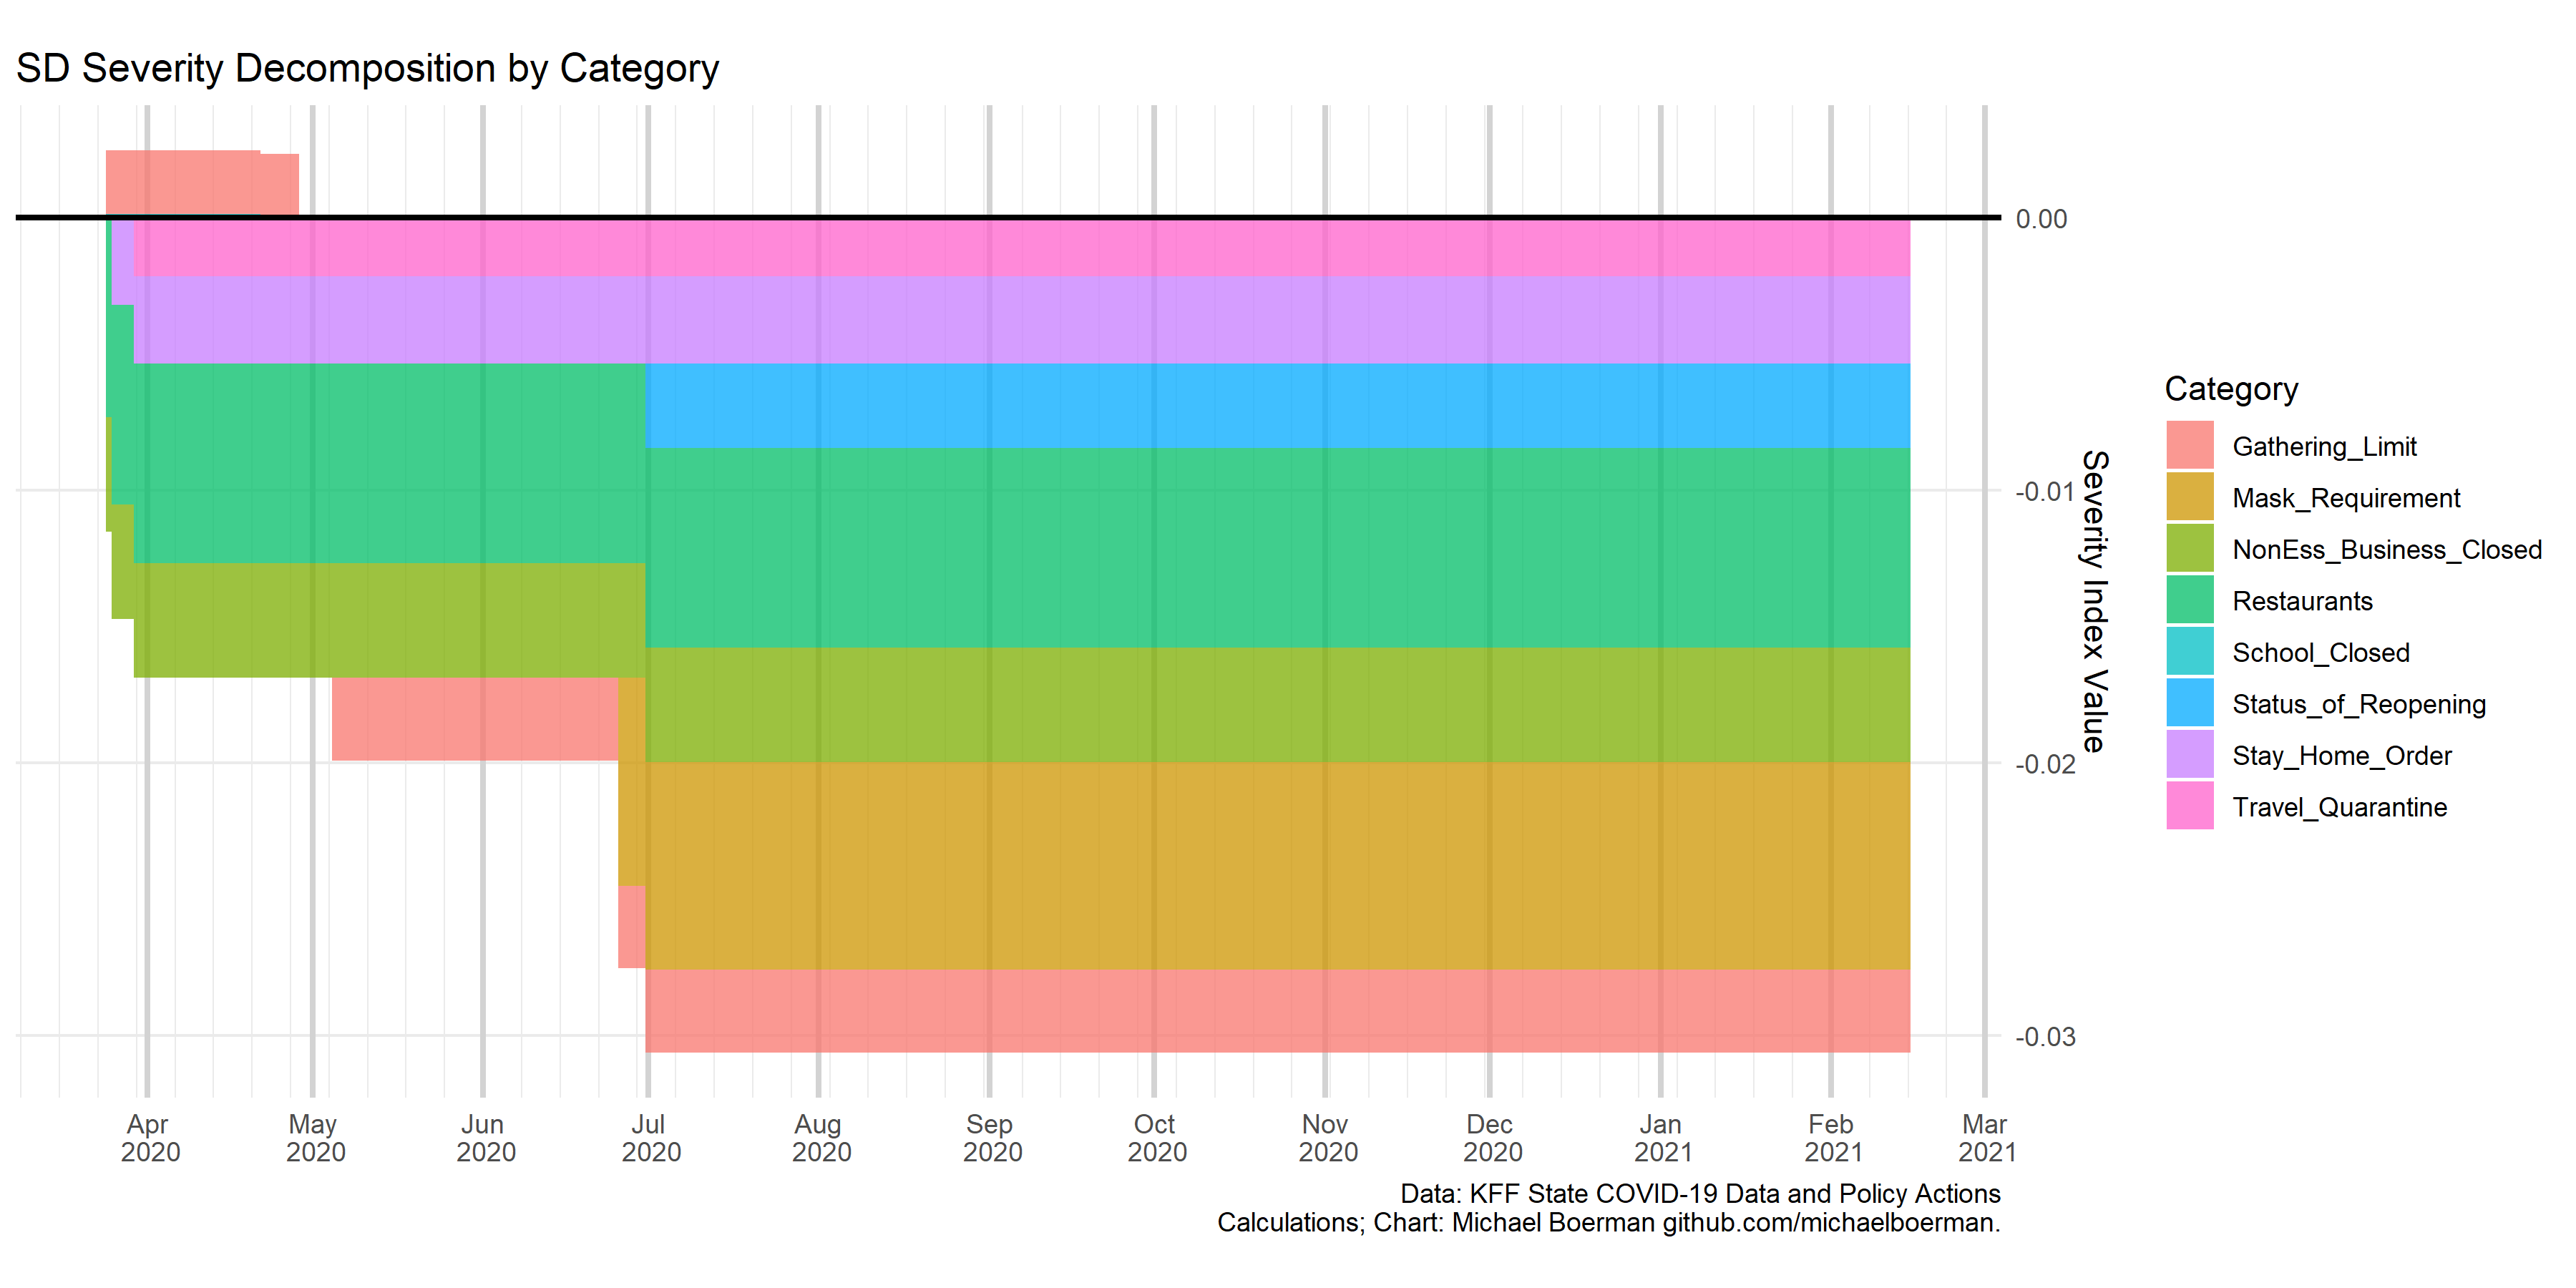 SD Severity Decomposition by Category
0.00
-0.01
-0.02
-0.03
Severity Index Value
Apr 2020
May 2020
Jun 2020
Jul 2020
Aug 2020
Sep 2020
Oct 2020
Nov 2020
Dec 2020
Jan 2021
Feb 2021
Mar 2021
Category
Gathering_Limit
Mask_Requirement
NonEss_Business_Closed
Restaurants
School_Closed
Status_of_Reopening
Stay_Home_Order
Travel_Quarantine
Data: KFF State COVID-19 Data and Policy Actions
Calculations; Chart: Michael Boerman github.com/michaelboerman.